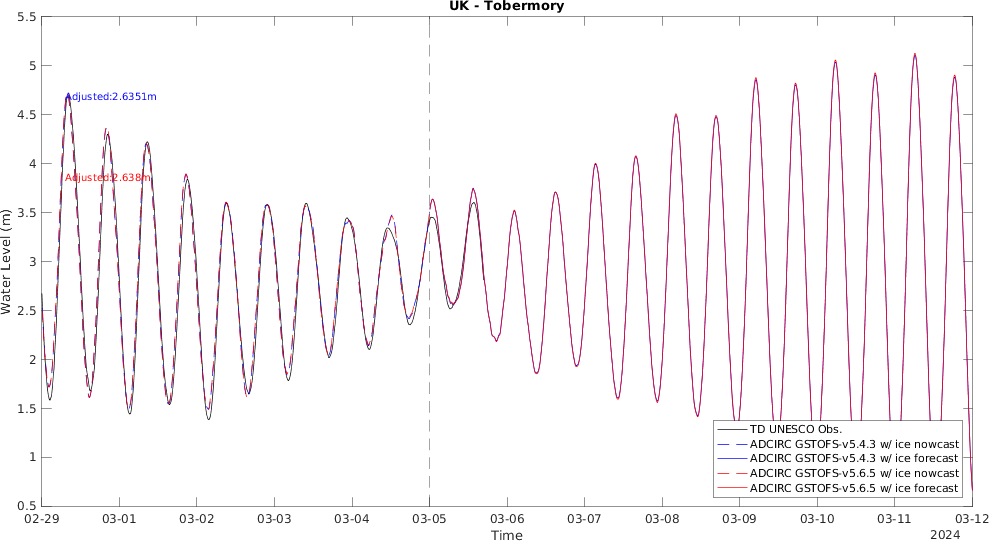 UK - Tobermory
5.5
5
4.5
4
3.5
3
2.5
2
1.5
1
0.5
Water Level (m)
Adjusted:2.6351m
Adjusted:2.638m
TD UNESCO Obs.
ADCIRC GSTOFS-v5.4.3 w/ ice nowcast
ADCIRC GSTOFS-v5.4.3 w/ ice forecast
ADCIRC GSTOFS-v5.6.5 w/ ice nowcast
ADCIRC GSTOFS-v5.6.5 w/ ice forecast
02-29 03-01 03-02 03-03 03-04 03-05 03-06 03-07 03-08 03-09 03-10 03-11 03-12
Time
2024